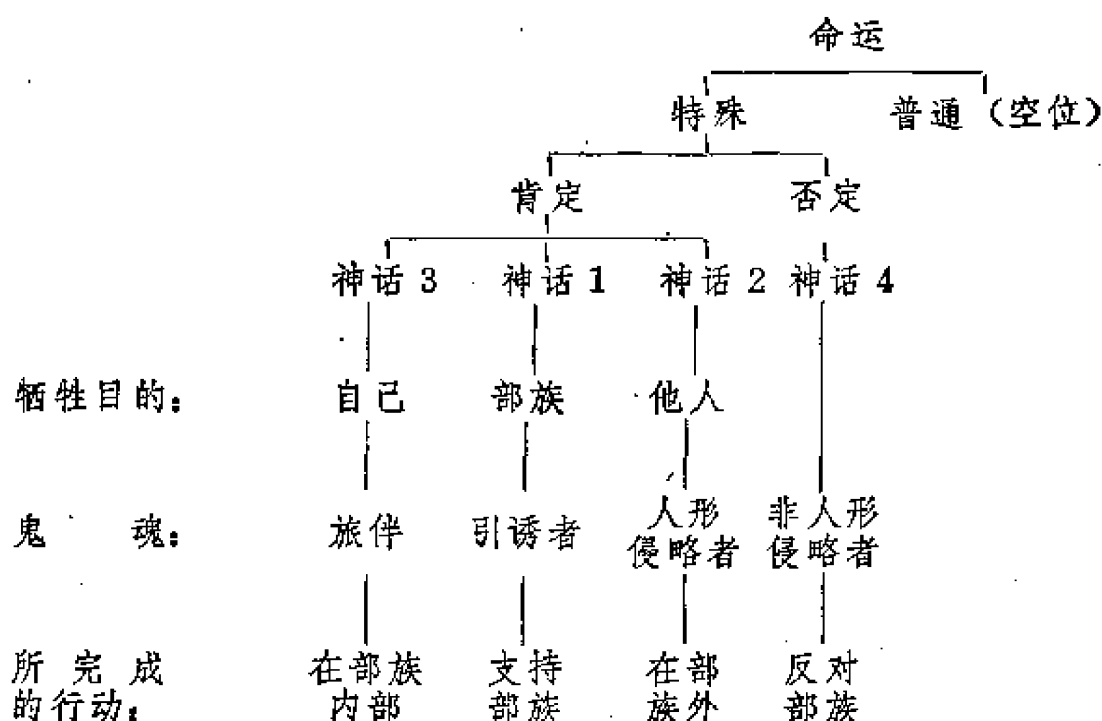 命运
特殊 普通（空位）
肯定 否定
神话 3 神话 1 神话 2 神话 4
牺牲目的： 自己 部族 他人
鬼 魂： 旅伴 引诱者 人形 非人形
侵略者 侵略者
所 完 成 在部族 支持 在部 反对
的行动： 内部 部族 族外 部族